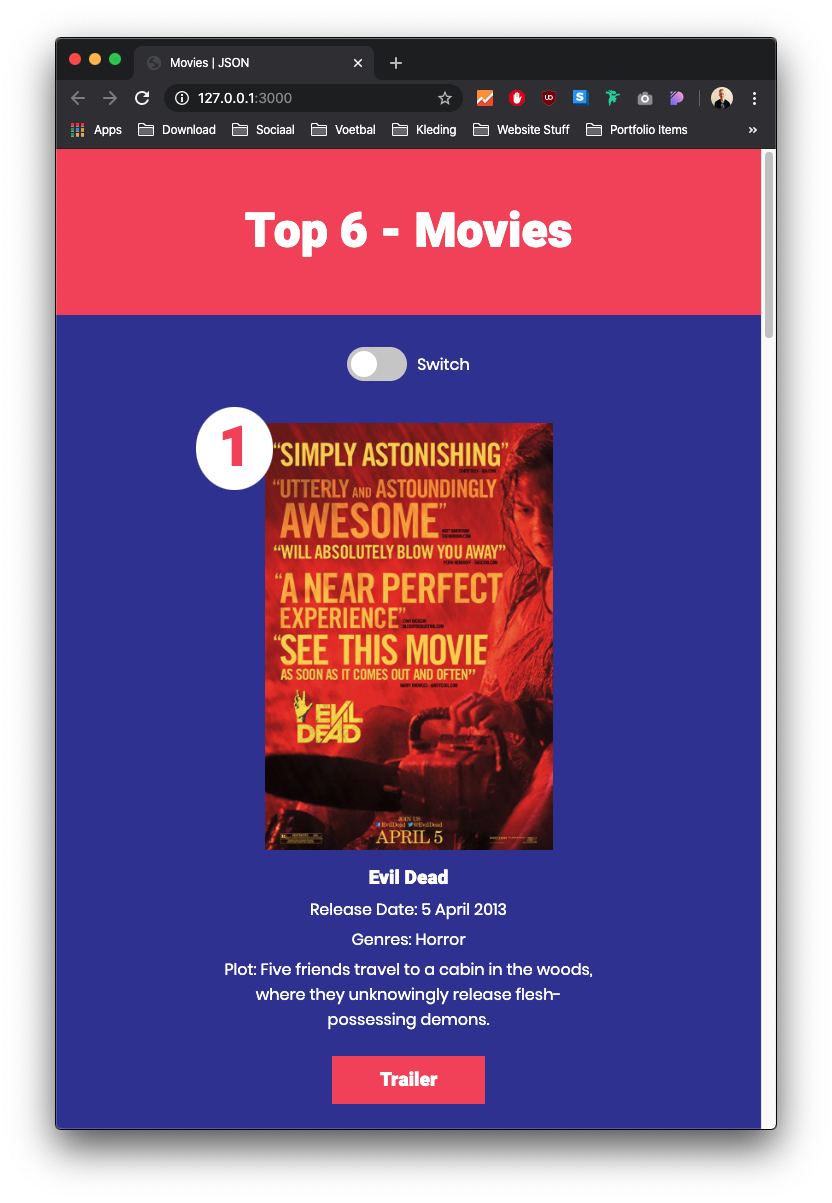 Movies | JSON
127.0.0.1:3000
Apps Download Sociaal Voetbal Kleding Website Stuff Portfolio Items »
Top 6 - Movies
Switch
1
“SIMPLY ASTONISHING”
“UTTERLY AND ASTOUNDINGLY
AWESOME”
“WILL ABSOLUTELY BLOW YOU AWAY”
“A NEAR PERFECT
EXPERIENCE”
“SEE THIS MOVIE
AS SOON AS IT COMES OUT AND OFTEN”
EVIL
DEAD
JOIN US
APRIL 5
Evil Dead
Release Date: 5 April 2013
Genres: Horror
Plot: Five friends travel to a cabin in the woods,
where they unknowingly release flesh-
possessing demons.
Trailer